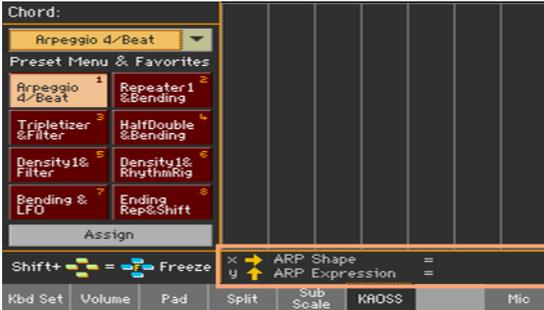 Chord:
Arpeggio 4/Beat
Preset Menu & Favorites
Arpeggio 4/Beat 1
Repeater1 &Bending 2
Tripletizer &Filter 3
HalfDouble &Bending 4
Density1& Filter 5
Density1& RhythmRig 6
Bending & LFO 7
Ending Rep&Shift 8
Assign
Shift+ = Freeze
x ARP Shape =
y ARP Expression =
Kbd Set Volume Pad Split Sub Scale KAOSS Mic